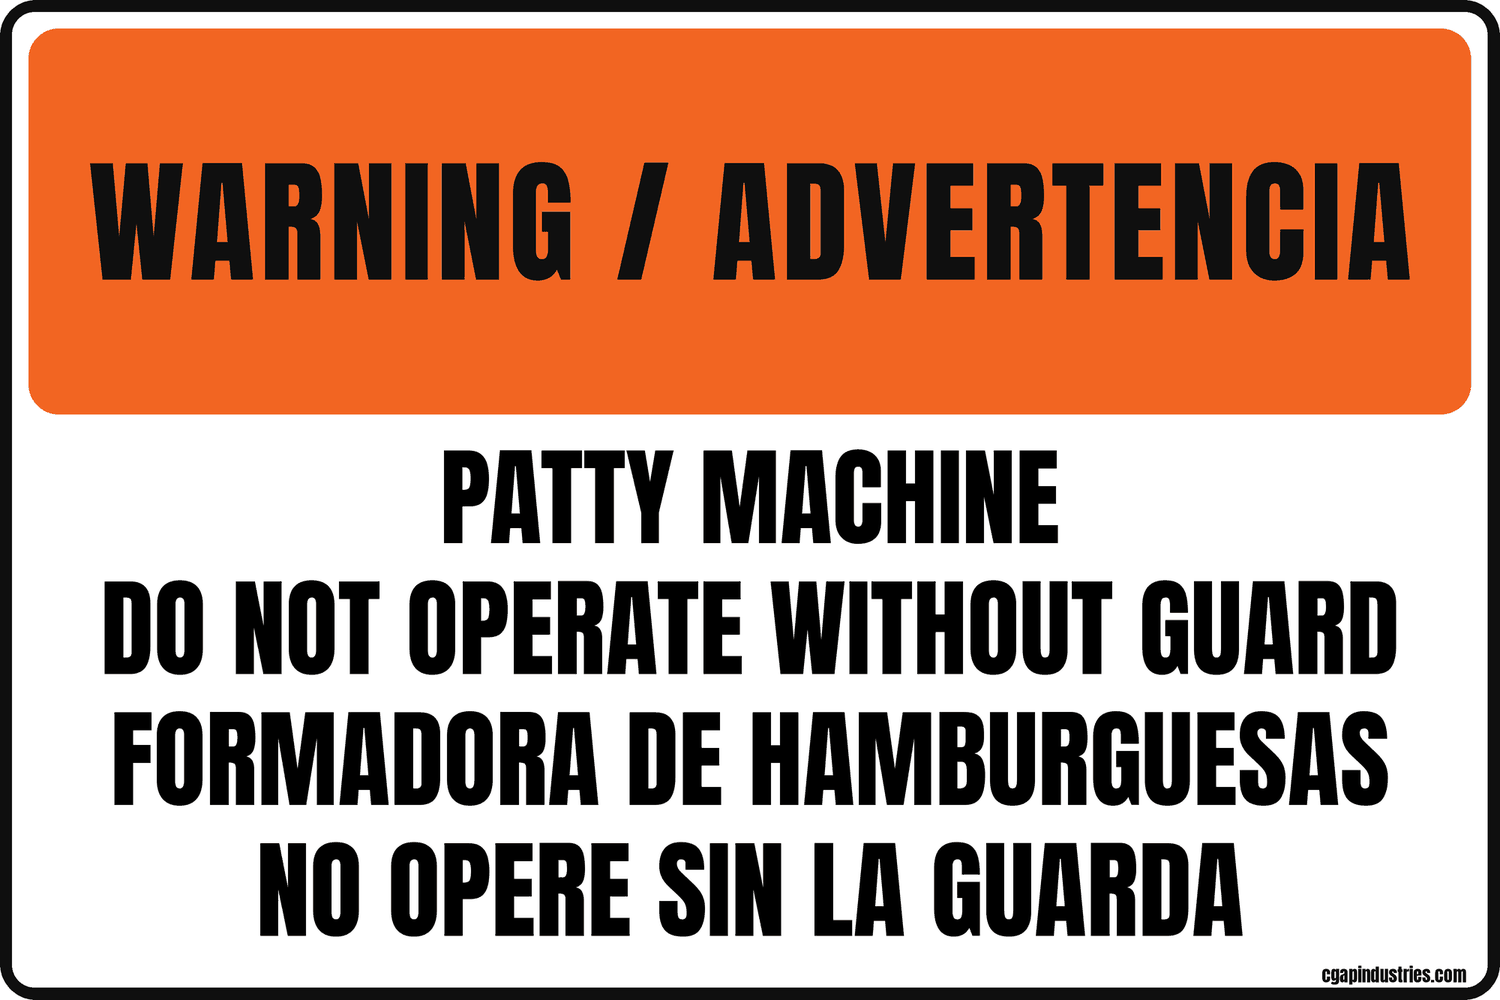 WARNING / ADVERTENCIA
PATTY MACHINE
DO NOT OPERATE WITHOUT GUARD
FORMADORA DE HAMBURGUESAS
NO OPERE SIN LA GUARDA
cgapindustries.com